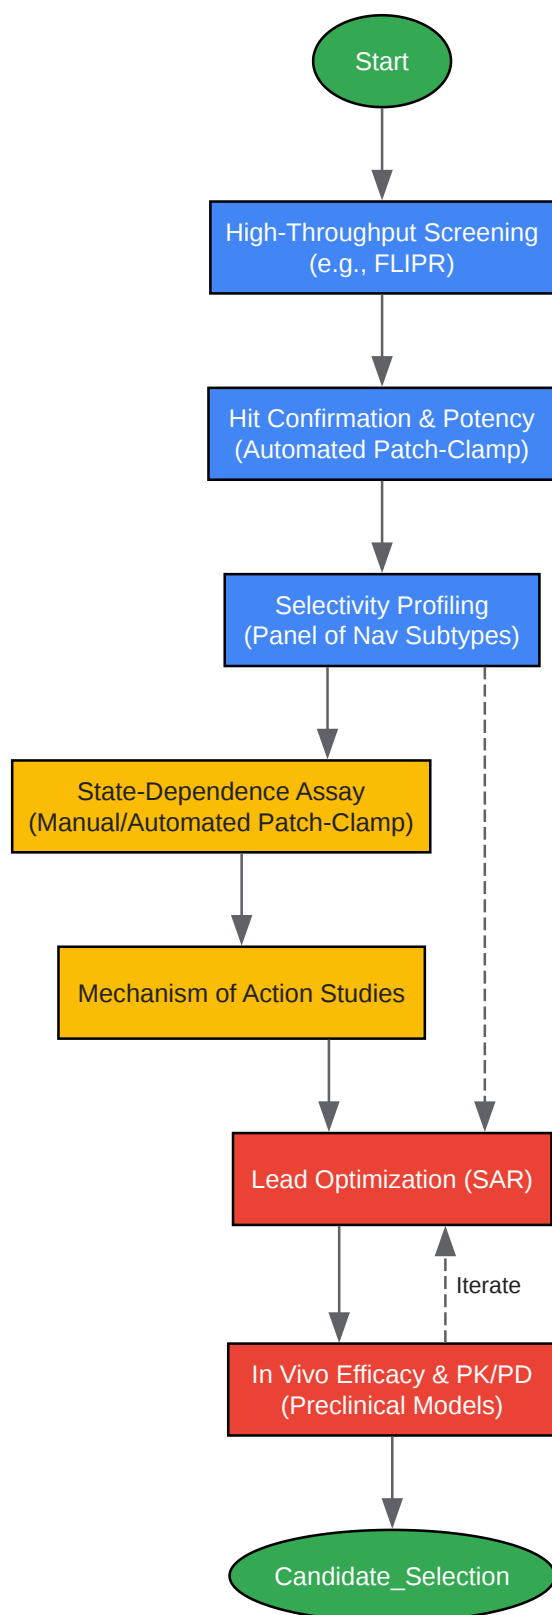 Start
High-Throughput Screening
(e.g., FLIPR)
Hit Confirmation & Potency
(Automated Patch-Clamp)
Selectivity Profiling
(Panel of Nav Subtypes)
State-Dependence Assay
(Manual/Automated Patch-Clamp)
Mechanism of Action Studies
Lead Optimization (SAR)
Iterate
In Vivo Efficacy & PK/PD
(Preclinical Models)
Candidate_Selection